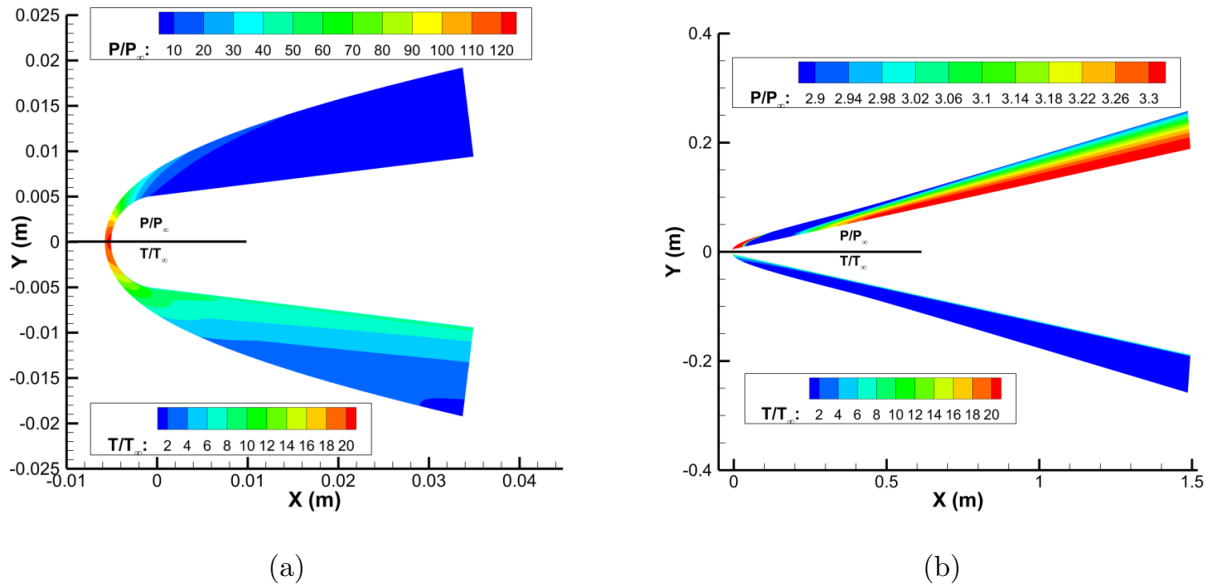 0.025
0.02
0.015
0.01
0.005
0
-0.005
-0.01
-0.015
-0.02
-0.025
Y (m)
P/P∞: 10 20 30 40 50 60 70 80 90 100 110 120
P/P∞
T/T∞
T/T∞: 2 4 6 8 10 12 14 16 18 20
-0.01 0 0.01 0.02 0.03 0.04
X (m)
(a)
0.4
0.2
0
-0.2
-0.4
Y (m)
P/P∞: 2.9 2.94 2.98 3.02 3.06 3.1 3.14 3.18 3.22 3.26 3.3
P/P∞
T/T∞
T/T∞: 2 4 6 8 10 12 14 16 18 20
0 0.5 1 1.5
X (m)
(b)